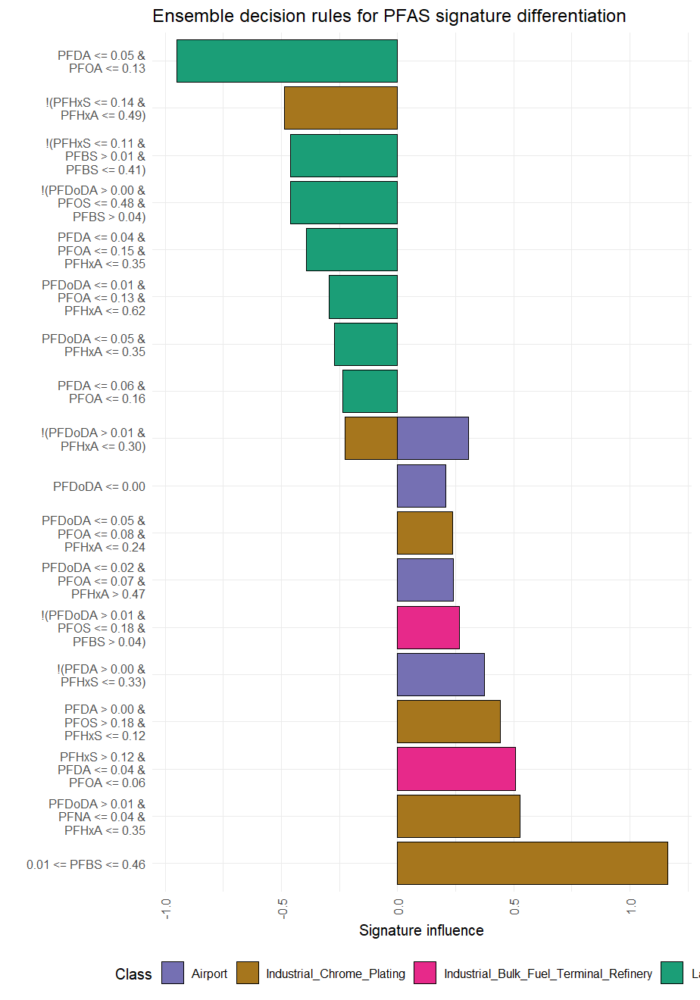 Ensemble decision rules for PFAS signature differentiation
PFDA <= 0.05 &
PFOA <= 0.13
!(PFHxS <= 0.14 &
PFHxA <= 0.49)
!(PFHxS <= 0.11 &
PFBS > 0.01 &
PFBS <= 0.41)
!(PFDoDA > 0.00 &
PFOS <= 0.48 &
PFBS > 0.04)
PFDA <= 0.04 &
PFOA <= 0.15 &
PFHxA <= 0.35
PFDoDA <= 0.01 &
PFOA <= 0.13 &
PFHxA <= 0.62
PFDoDA <= 0.05 &
PFHxA <= 0.35
PFDA <= 0.06 &
PFOA <= 0.16
!(PFDoDA > 0.01 &
PFHxA <= 0.30)
PFDoDA <= 0.00
PFDoDA <= 0.05 &
PFOA <= 0.08 &
PFHxA <= 0.24
PFDoDA <= 0.02 &
PFOA <= 0.07 &
PFHxA > 0.47
!(PFDoDA > 0.01 &
PFOS <= 0.18 &
PFBS > 0.04)
!(PFDA > 0.00 &
PFHxS <= 0.33)
PFDA > 0.00 &
PFOS > 0.18 &
PFHxS <= 0.12
PFHxS > 0.12 &
PFDA <= 0.04 &
PFOA <= 0.06
PFDoDA > 0.01 &
PFNA <= 0.04 &
PFHxA <= 0.35
0.01 <= PFBS <= 0.46
-1.0 -0.5 0.0 0.5 1.0
Signature influence
Class Airport Industrial_Chrome_Plating Industrial_Bulk_Fuel_Terminal_Refinery